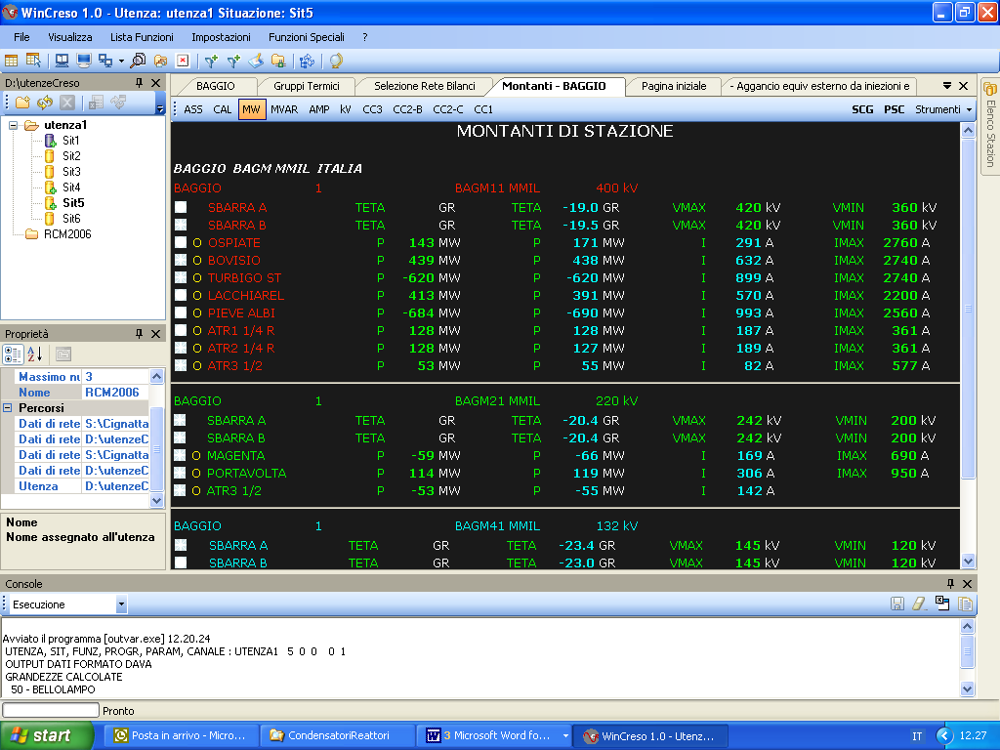 WinCreso 1.0 - Utenza: utenza1 Situazione: Sit5
File Visualizza Lista Funzioni Impostazioni Funzioni Speciali ?
D:\utenzeCreso
utenza1
Sit1
Sit2
Sit3
Sit4
Sit5
Sit6
RCM2006
Proprietà
Massimo nu 3
Nome RCM2006
Percorsi
Dati di rete S:\Cignatta
Dati di rete D:\utenzeC
Dati di rete S:\Cignatta
Dati di rete D:\utenzeC
Utenza D:\utenzeC
Nome
Nome assegnato all'utenza
BAGGIO Gruppi Termici Selezione Rete Bilanci Montanti - BAGGIO Pagina iniziale - Aggancio equiv esterno da iniezioni e
ASS CAL MW MVAR AMP kV CC3 CC2-B CC2-C CC1 SCG PSC Strumenti
Elenco Stazion
MONTANTI DI STAZIONE
BAGGIO BAGM MMIL ITALIA
BAGGIO 1 BAGM11 MMIL 400 kV
SBARRA A TETA GR TETA -19.0 GR VMAX 420 kV VMIN 360 kV
SBARRA B TETA GR TETA -19.5 GR VMAX 420 kV VMIN 360 kV
O OSPIATE P 143 MW P 171 MW I 291 A IMAX 2760 A
O BOVISIO P 439 MW P 438 MW I 632 A IMAX 2740 A
O TURBIGO ST P -620 MW P -620 MW I 899 A IMAX 2740 A
O LACCHIAREL P 413 MW P 391 MW I 570 A IMAX 2200 A
O PIEVE ALBI P -684 MW P -690 MW I 993 A IMAX 2560 A
O ATR1 1/4 R P 128 MW P 128 MW I 187 A IMAX 361 A
O ATR2 1/4 R P 128 MW P 127 MW I 189 A IMAX 361 A
O ATR3 1/2 P 53 MW P 55 MW I 82 A IMAX 577 A
BAGGIO 1 BAGM21 MMIL 220 kV
SBARRA A TETA GR TETA -20.4 GR VMAX 242 kV VMIN 200 kV
SBARRA B TETA GR TETA -20.4 GR VMAX 242 kV VMIN 200 kV
O MAGENTA P -59 MW P -66 MW I 169 A IMAX 690 A
O PORTAVOLTA P 114 MW P 119 MW I 306 A IMAX 950 A
O ATR3 1/2 P -53 MW P -55 MW I 142 A
BAGGIO 1 BAGM41 MMIL 132 kV
SBARRA A TETA GR TETA -23.4 GR VMAX 145 kV VMIN 120 kV
SBARRA B TETA GR TETA -23.0 GR VMAX 145 kV VMIN 120 kV
Console
Esecuzione
Avviato il programma [outvar.exe] 12.20.24
UTENZA, SIT, FUNZ, PROGR, PARAM, CANALE : UTENZA1 5 0 0 0 1
OUTPUT DATI FORMATO DAVA
GRANDEZZE CALCOLATE
50 - BELLOLAMPO
Pronto
start Posta in arrivo - Micro... CondensatoriReattori 3 Microsoft Word fo... WinCreso 1.0 - Utenz... IT 12.27